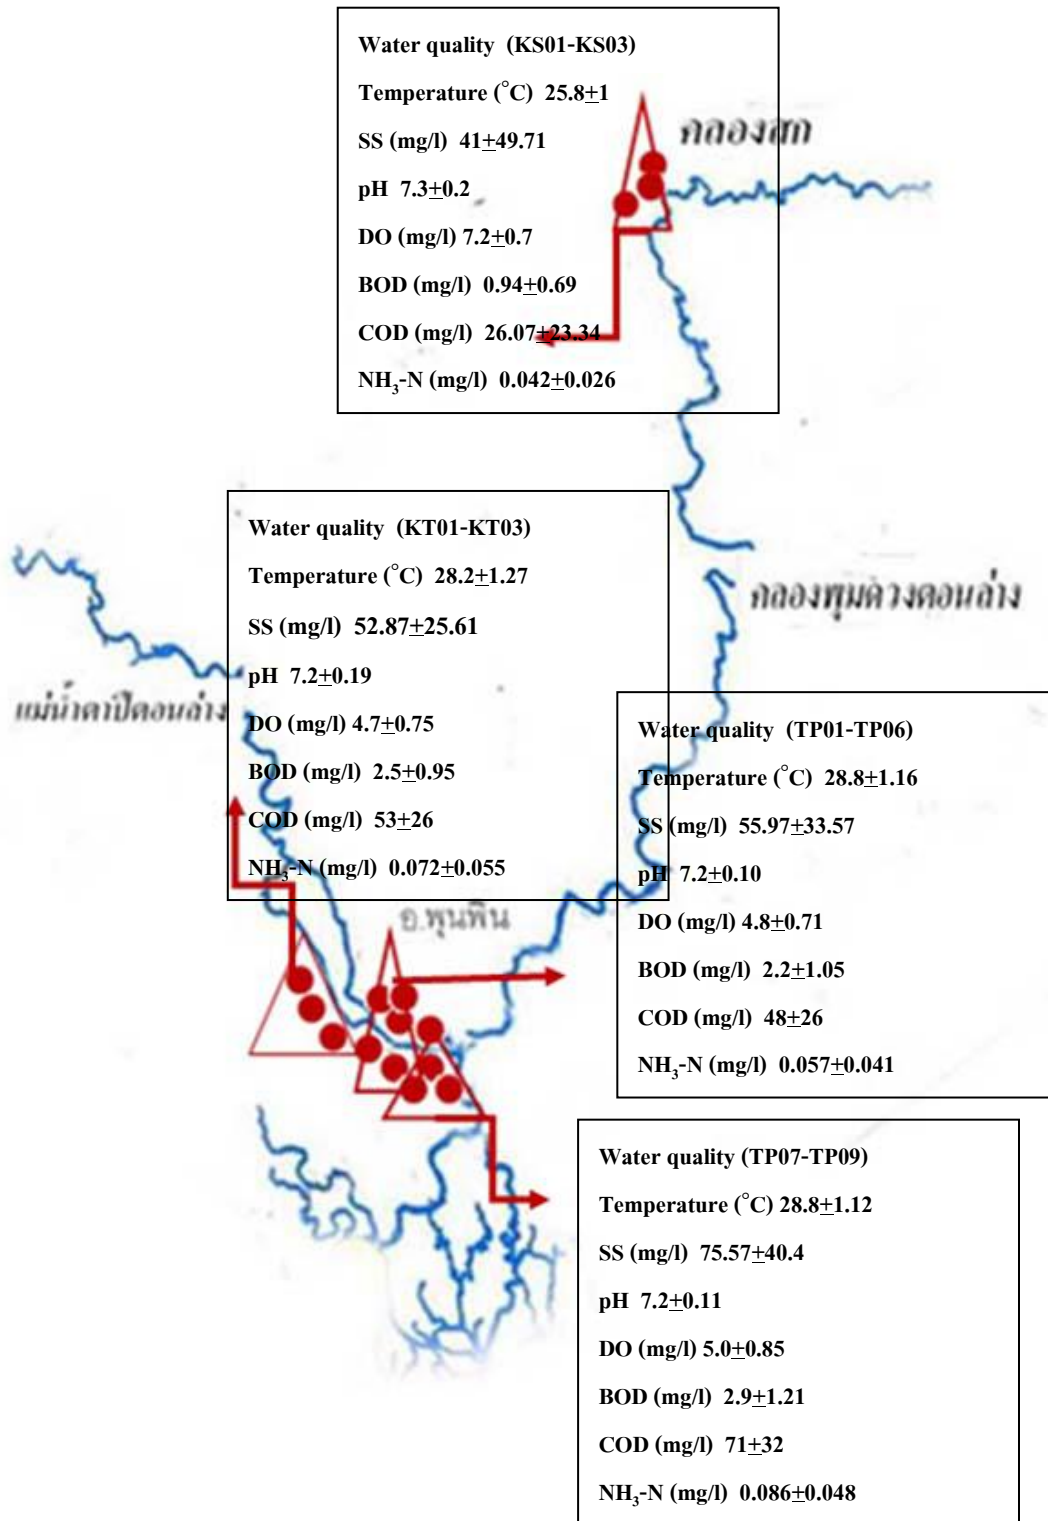 Water quality (KS01-KS03)
Temperature (°C) 25.8±1
SS (mg/l) 41±49.71
pH 7.3±0.2
DO (mg/l) 7.2±0.7
BOD (mg/l) 0.94±0.69
COD (mg/l) 26.07±23.34
NH₃-N (mg/l) 0.042±0.026
คลองสก
Water quality (KT01-KT03)
Temperature (°C) 28.2±1.27
SS (mg/l) 52.87±25.61
pH 7.2±0.19
DO (mg/l) 4.7±0.75
BOD (mg/l) 2.5±0.95
COD (mg/l) 53±26
NH₃-N (mg/l) 0.072±0.055
คลองพุมดวงตอนล่าง
แม่น้ำตาปีตอนล่าง
อ.พุนพิน
Water quality (TP01-TP06)
Temperature (°C) 28.8±1.16
SS (mg/l) 55.97±33.57
pH 7.2±0.10
DO (mg/l) 4.8±0.71
BOD (mg/l) 2.2±1.05
COD (mg/l) 48±26
NH₃-N (mg/l) 0.057±0.041
Water quality (TP07-TP09)
Temperature (°C) 28.8±1.12
SS (mg/l) 75.57±40.4
pH 7.2±0.11
DO (mg/l) 5.0±0.85
BOD (mg/l) 2.9±1.21
COD (mg/l) 71±32
NH₃-N (mg/l) 0.086±0.048